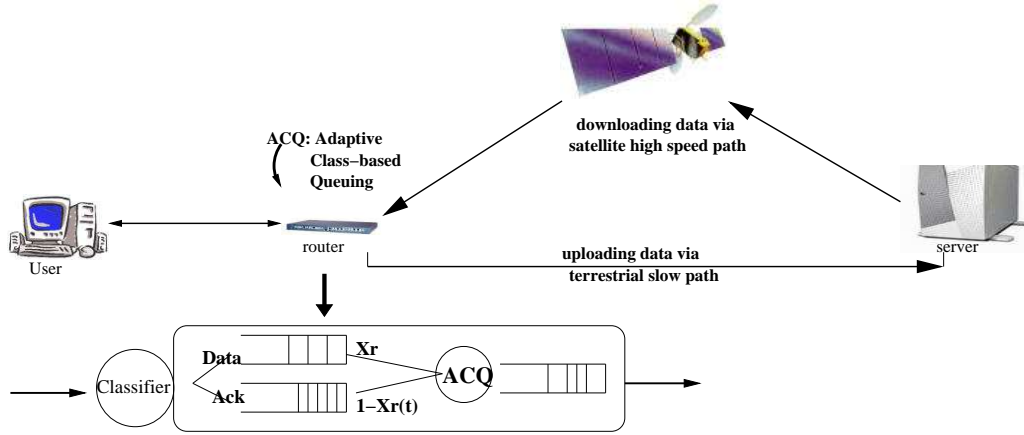 downloading data via
satellite high speed path
ACQ: Adaptive
Class-based
Queuing
User
router
server
uploading data via
terrestrial slow path
Classifier
Data
Ack
Xr
1-Xr(t)
ACQ